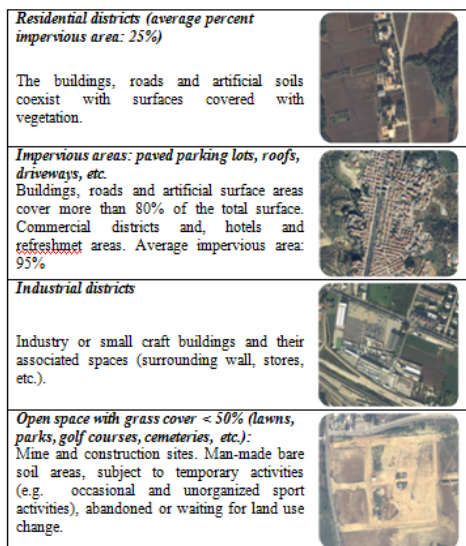 Residential districts (average percent
impervious area: 25%)
The buildings, roads and artificial soils
coexist with surfaces covered with
vegetation.
Impervious areas: paved parking lots, roofs,
driveways, etc.
Buildings, roads and artificial surface areas
cover more than 80% of the total surface.
Commercial districts and, hotels and
refreshmet areas. Average impervious area:
95%
Industrial districts
Industry or small craft buildings and their
associated spaces (surrounding wall, stores,
etc.).
Open space with grass cover < 50% (lawns,
parks, golf courses, cemeteries, etc.):
Mine and construction sites. Man-made bare
soil areas, subject to temporary activities
(e.g. occasional and unorganized sport
activities), abandoned or waiting for land use
change.